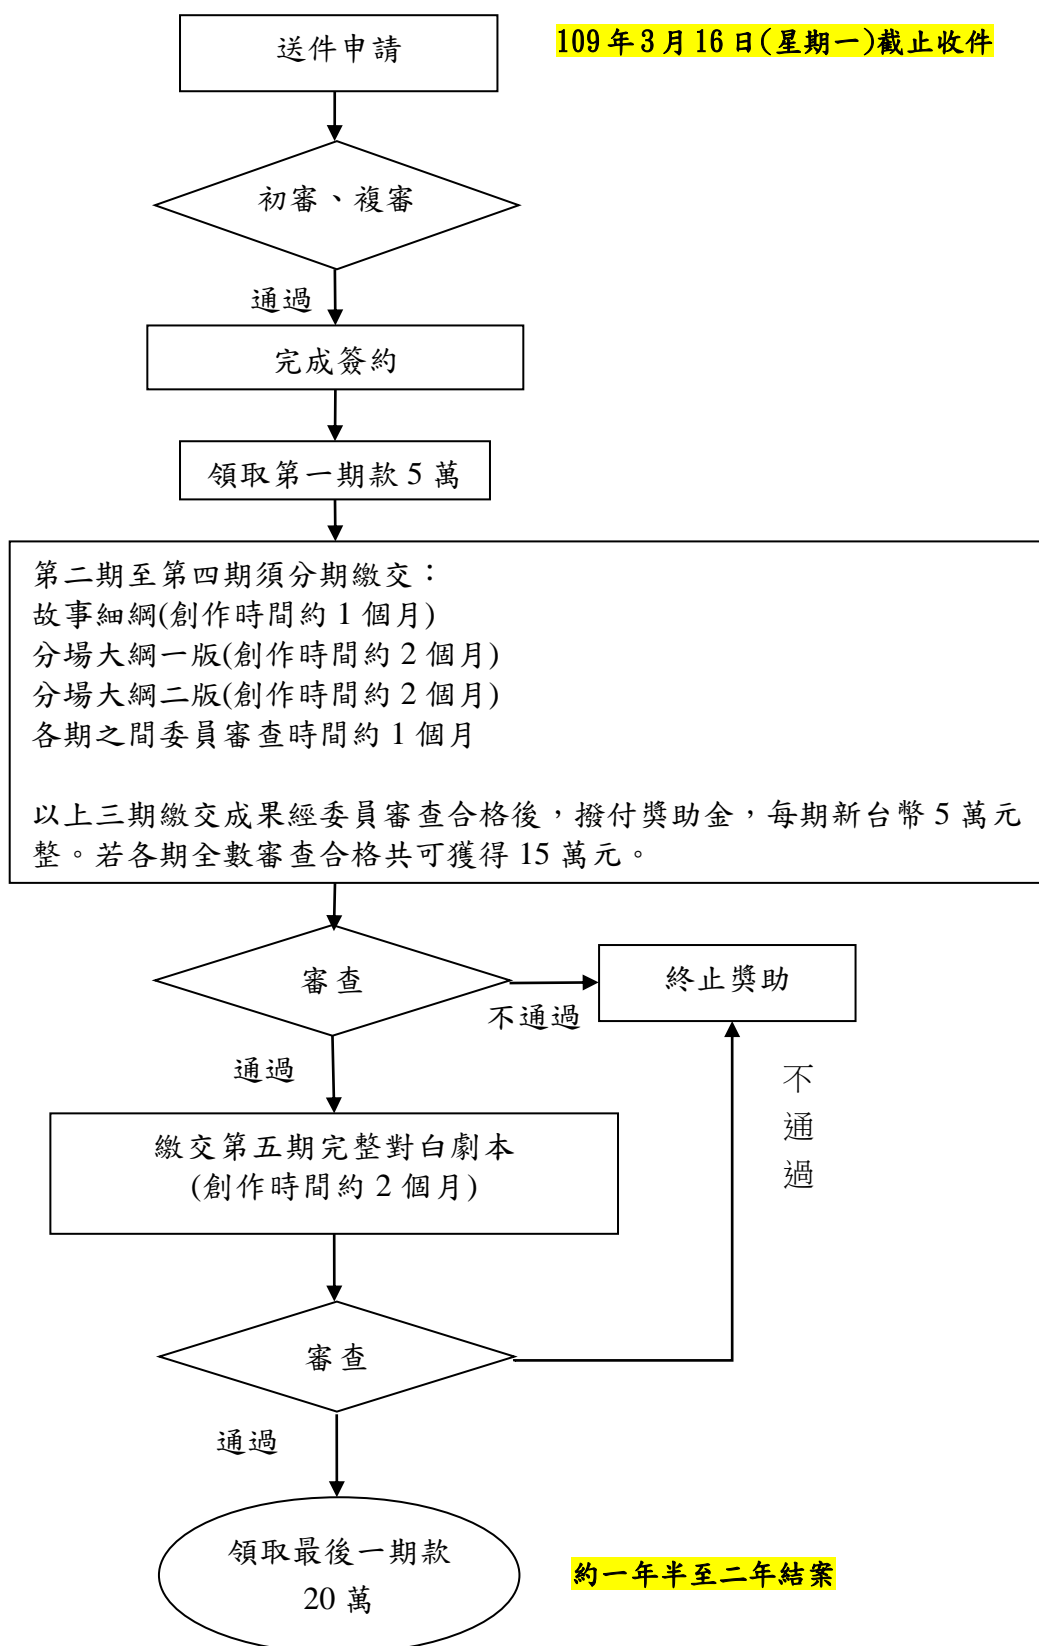 送件申請
109年3月16日(星期一)截止收件
初審、複審
通過
完成簽約
領取第一期款 5 萬
第二期至第四期須分期繳交：
故事細綱(創作時間約 1 個月)
分場大綱一版(創作時間約 2 個月)
分場大綱二版(創作時間約 2 個月)
各期之間委員審查時間約 1 個月
以上三期繳交成果經委員審查合格後，撥付獎助金，每期新台幣 5 萬元
整。若各期全數審查合格共可獲得 15 萬元。
審查
不通過
終止獎助
通過
不通過
繳交第五期完整對白劇本
(創作時間約 2 個月)
審查
通過
領取最後一期款
20 萬
約一年半至二年結案